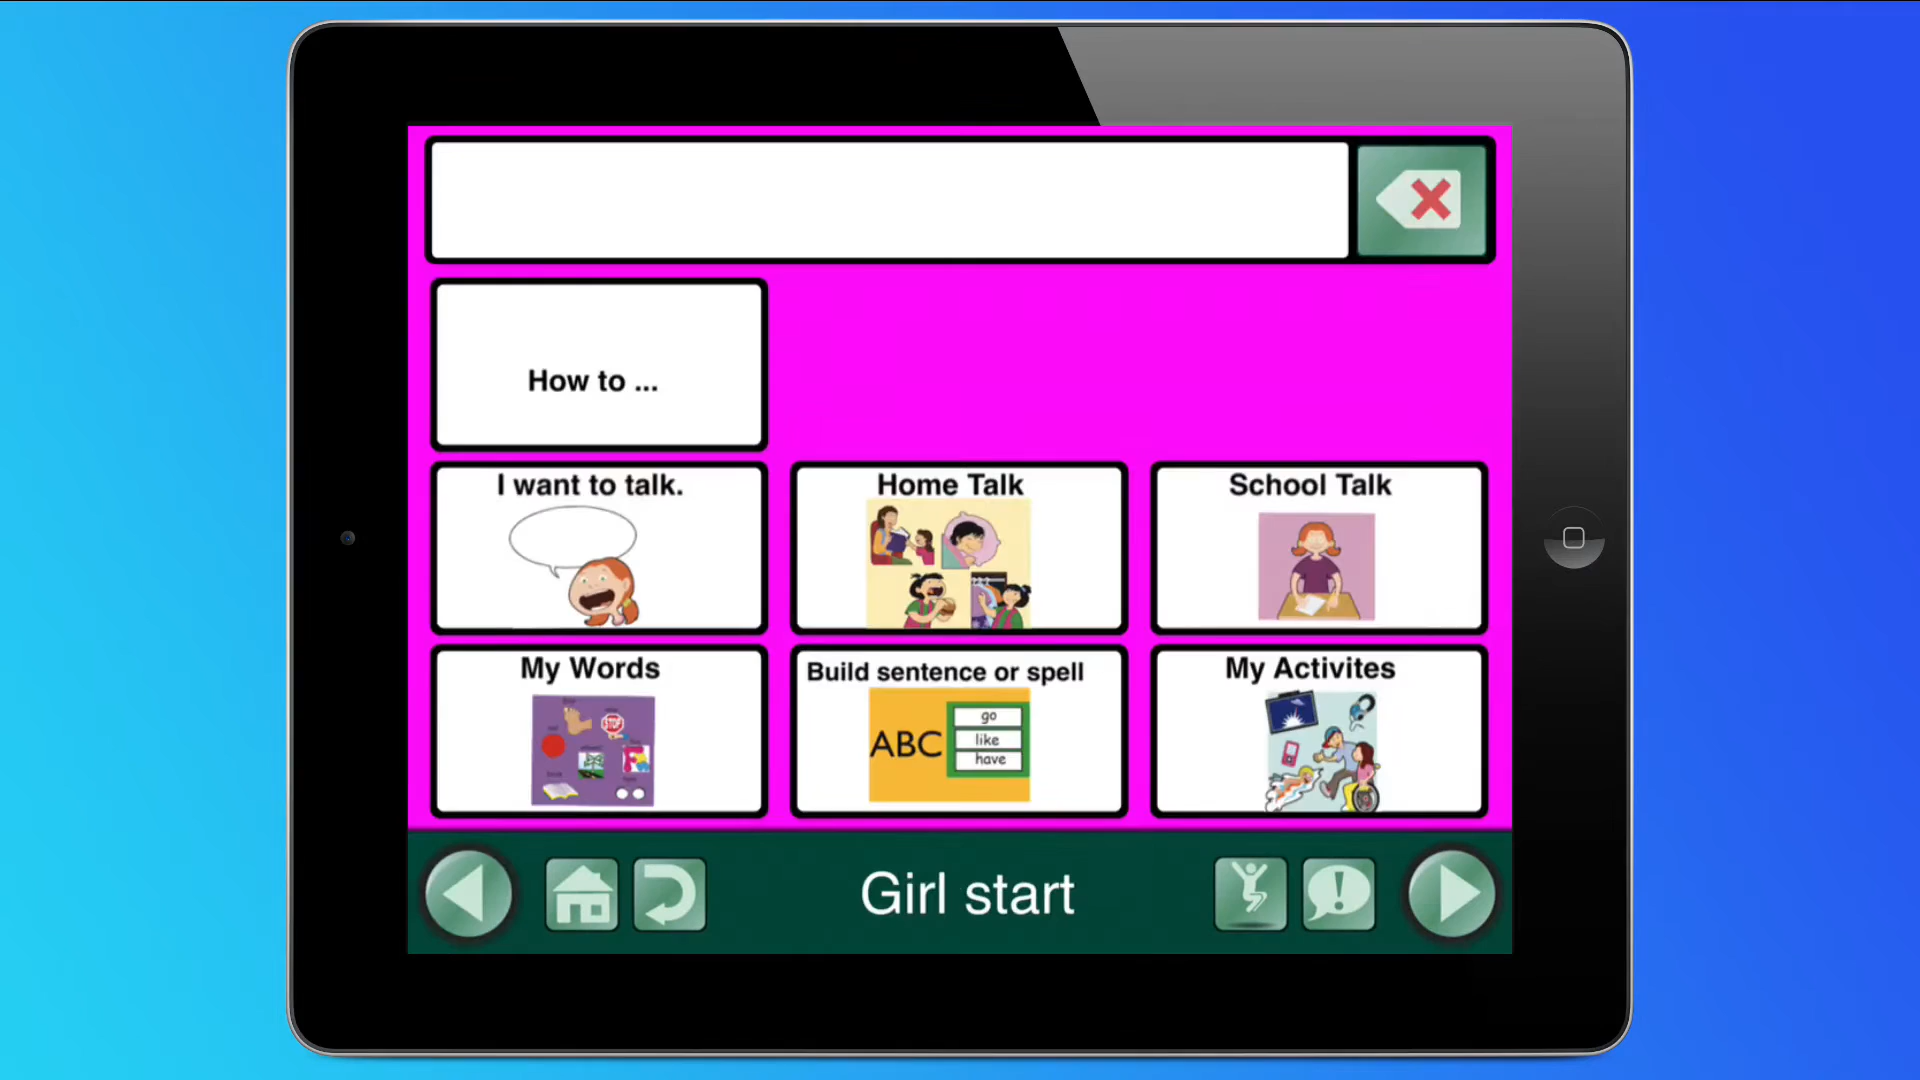 How to ...
I want to talk.
Home Talk
School Talk
My Words
STOP
F
Build sentence or spell
ABC
go
like
have
My Activites
Girl start